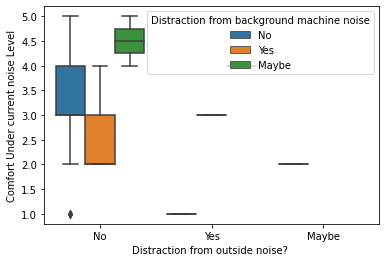 Comfort Under current noise Level
5.0
4.5
4.0
3.5
3.0
2.5
2.0
1.5
1.0
Distraction from background machine noise
No
Yes
Maybe
No Yes Maybe
Distraction from outside noise?